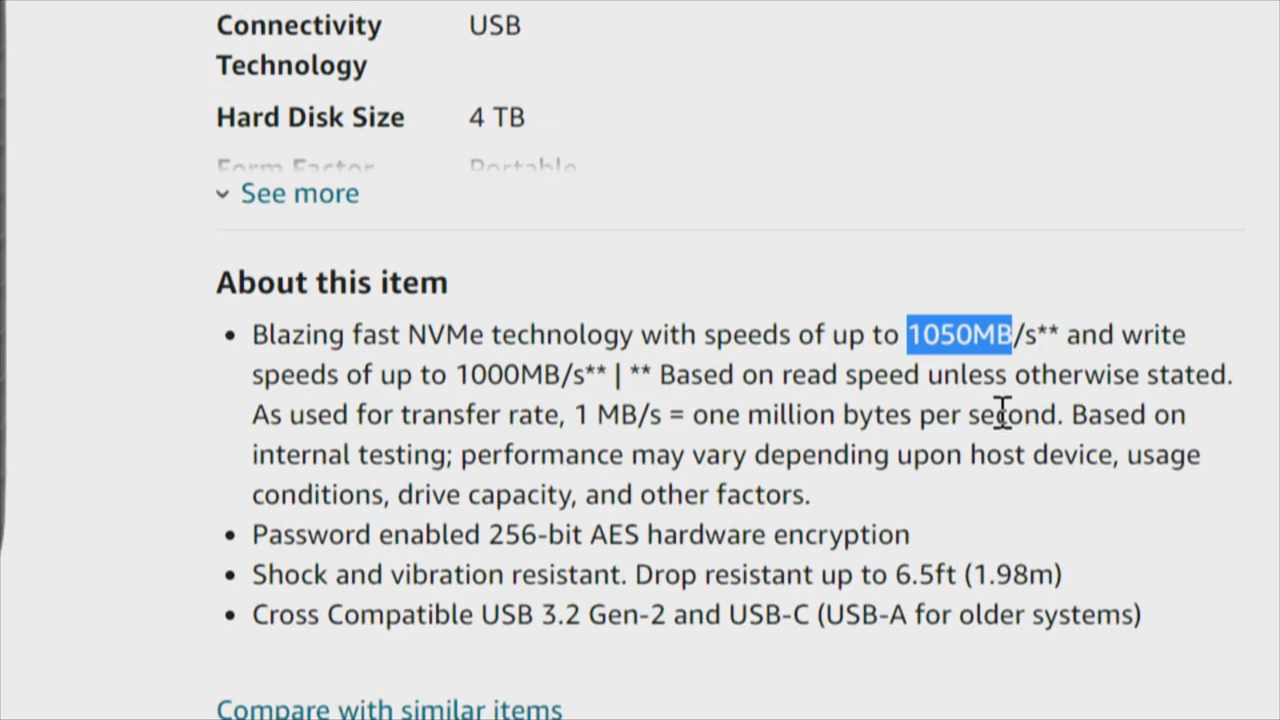 Connectivity USB
Technology
Hard Disk Size 4 TB
Form Factor Portable
See more
About this item
• Blazing fast NVMe technology with speeds of up to 1050MB/s** and write
speeds of up to 1000MB/s** | ** Based on read speed unless otherwise stated.
As used for transfer rate, 1 MB/s = one million bytes per second. Based on
internal testing; performance may vary depending upon host device, usage
conditions, drive capacity, and other factors.
• Password enabled 256-bit AES hardware encryption
• Shock and vibration resistant. Drop resistant up to 6.5ft (1.98m)
• Cross Compatible USB 3.2 Gen-2 and USB-C (USB-A for older systems)
Compare with similar items